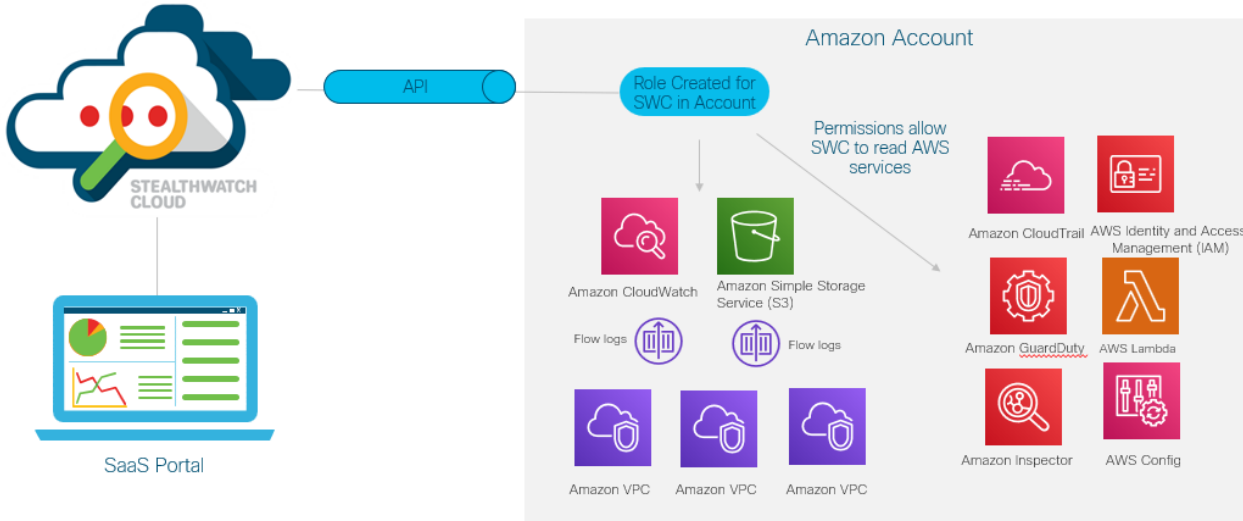 Amazon Account
API
Role Created for
SWC in Account
Permissions allow
SWC to read AWS
services
STEALTHWATCH
CLOUD
SaaS Portal
Amazon CloudWatch
Amazon Simple Storage
Service (S3)
Flow logs
Flow logs
Amazon VPC
Amazon VPC
Amazon VPC
Amazon CloudTrail
AWS Identity and Access
Management (IAM)
Amazon GuardDuty
AWS Lambda
Amazon Inspector
AWS Config